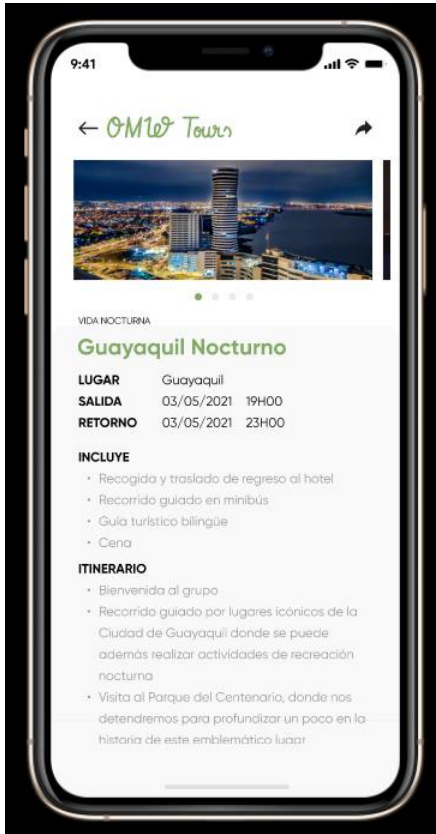 9:41
OMW Tours
VIDA NOCTURNA
Guayaquil Nocturno
LUGAR Guayaquil
SALIDA 03/05/2021 19H00
RETORNO 03/05/2021 23H00
INCLUYE
• Recogida y traslado de regreso al hotel
• Recorrido guiado en minibús
• Guía turístico bilingüe
• Cena
ITINERARIO
• Bienvenida al grupo
• Recorrido guiado por lugares icónicos de la
Ciudad de Guayaquil donde se puede
además realizar actividades de recreación
nocturna
• Visita al Parque del Centenario, donde nos
detendremos para profundizar un poco en la
historia de este emblemático lugar